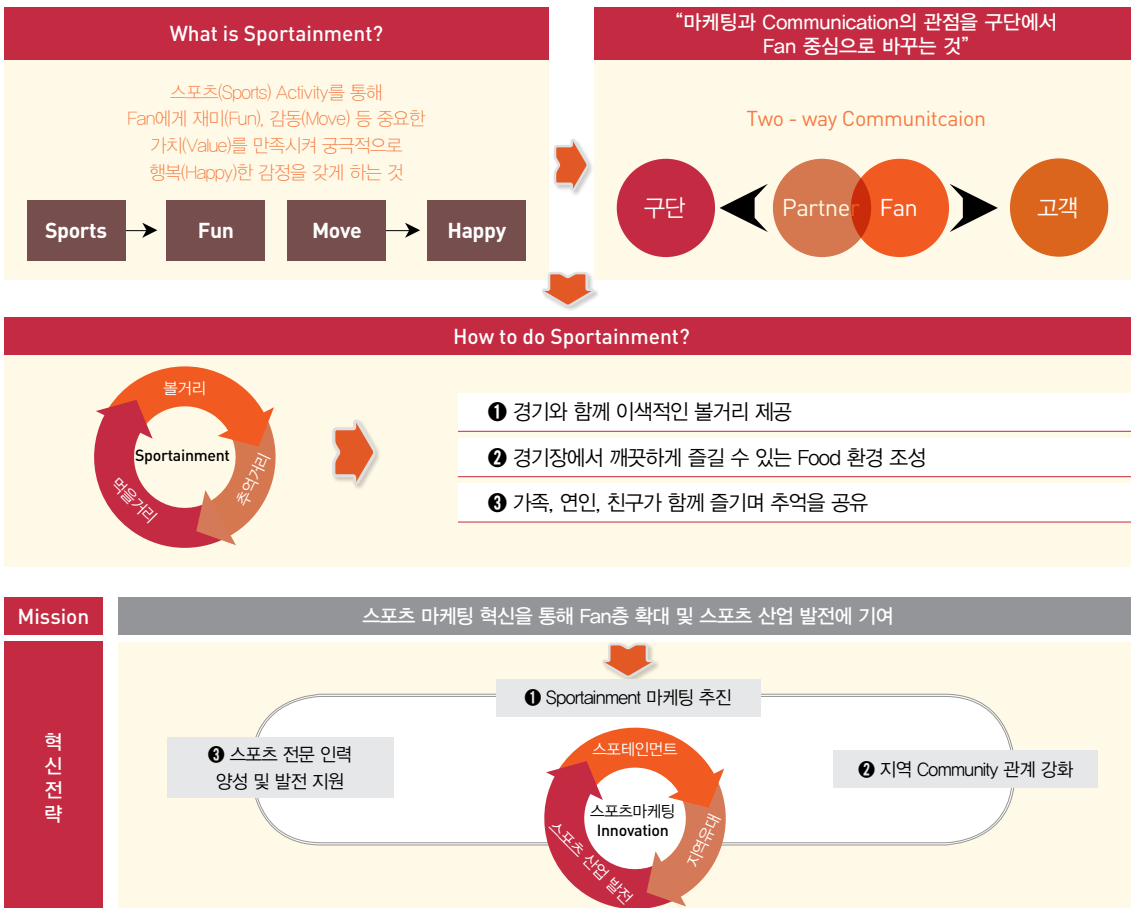 What is Sportainment?
스포츠(Sports) Activity를 통해
Fan에게 재미(Fun), 감동(Move) 등 중요한
가치(Value)를 만족시켜 궁극적으로
행복(Happy)한 감정을 갖게 하는 것
Sports
Fun
Move
Happy
“마케팅과 Communication의 관점을 구단에서
Fan 중심으로 바꾸는 것”
Two - way Communitcaion
구단
Partner
Fan
고객
How to do Sportainment?
볼거리
Sportainment
먹을거리
추억거리
❶ 경기와 함께 이색적인 볼거리 제공
❷ 경기장에서 깨끗하게 즐길 수 있는 Food 환경 조성
❸ 가족, 연인, 친구가 함께 즐기며 추억을 공유
Mission
스포츠 마케팅 혁신을 통해 Fan층 확대 및 스포츠 산업 발전에 기여
혁신전략
❶ Sportainment 마케팅 추진
❸ 스포츠 전문 인력
양성 및 발전 지원
❷ 지역 Community 관계 강화
스포테인먼트
스포츠마케팅
Innovation
스포츠 산업 발전
지역유대